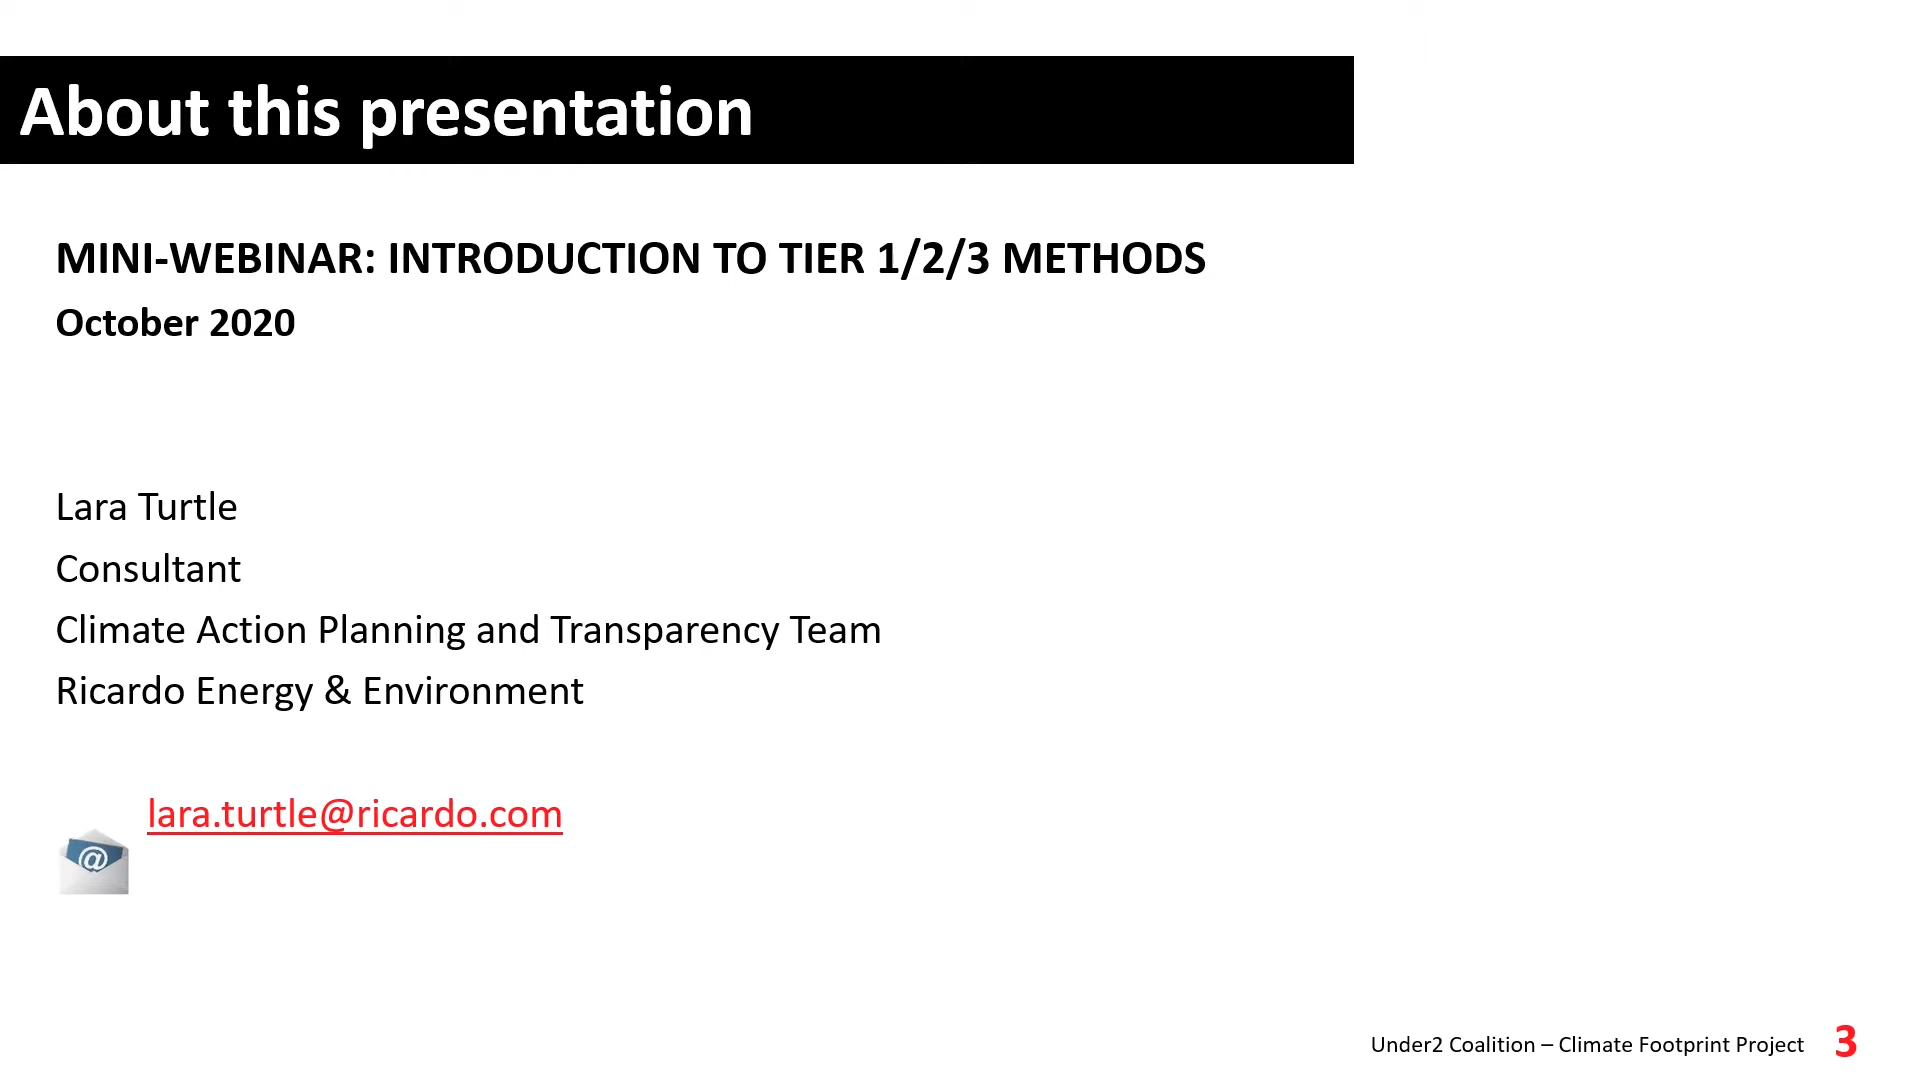 About this presentation
MINI-WEBINAR: INTRODUCTION TO TIER 1/2/3 METHODS
October 2020
Lara Turtle
Consultant
Climate Action Planning and Transparency Team
Ricardo Energy & Environment
lara.turtle@ricardo.com
@
Under2 Coalition – Climate Footprint Project 3